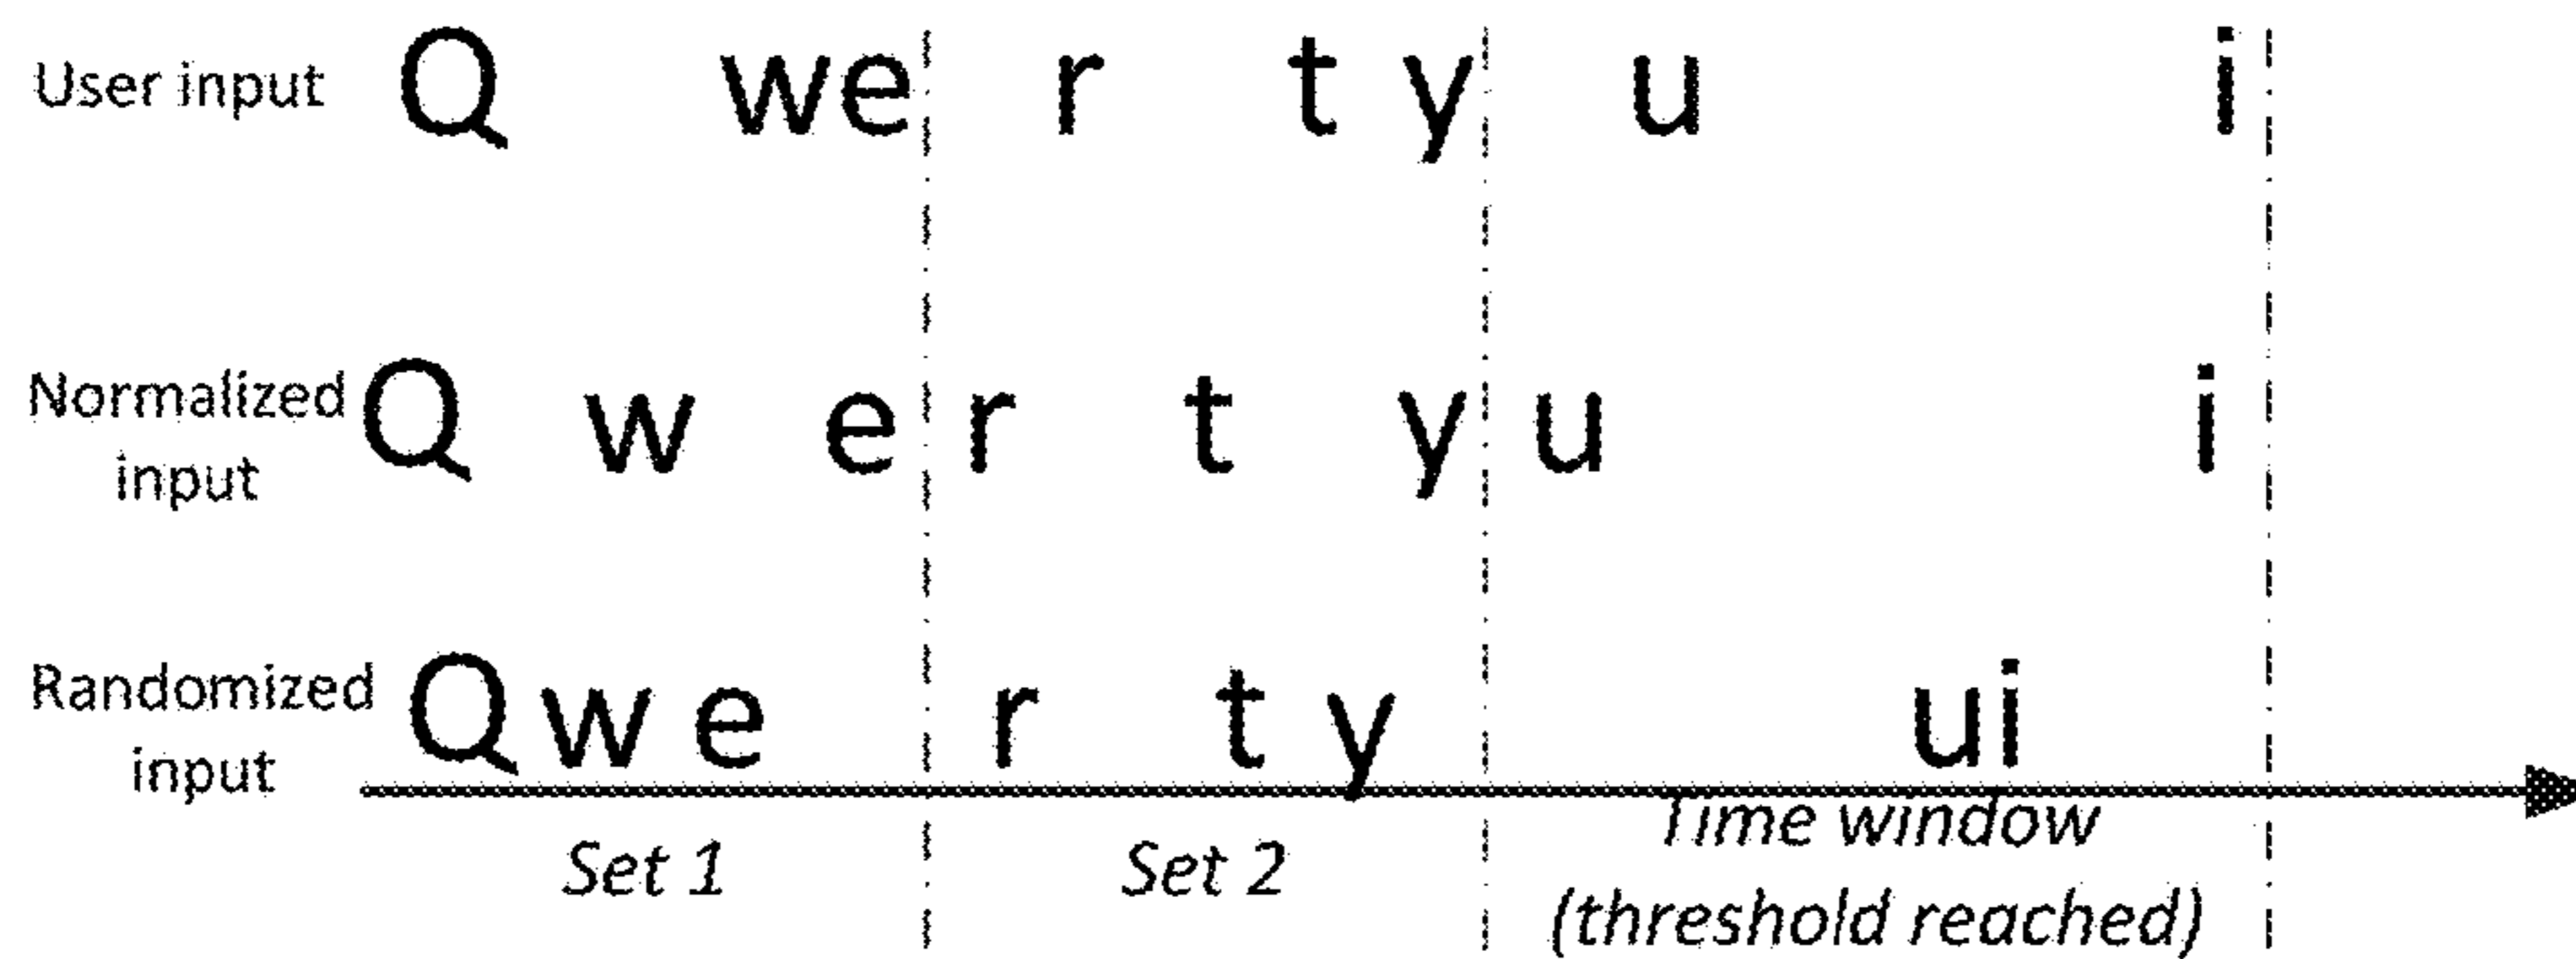 User input Q we r t y u i
Normalized input Q w e r t y u i
Randomized input Q w e r t y ui
Set 1 Set 2 Time window
(threshold reached)